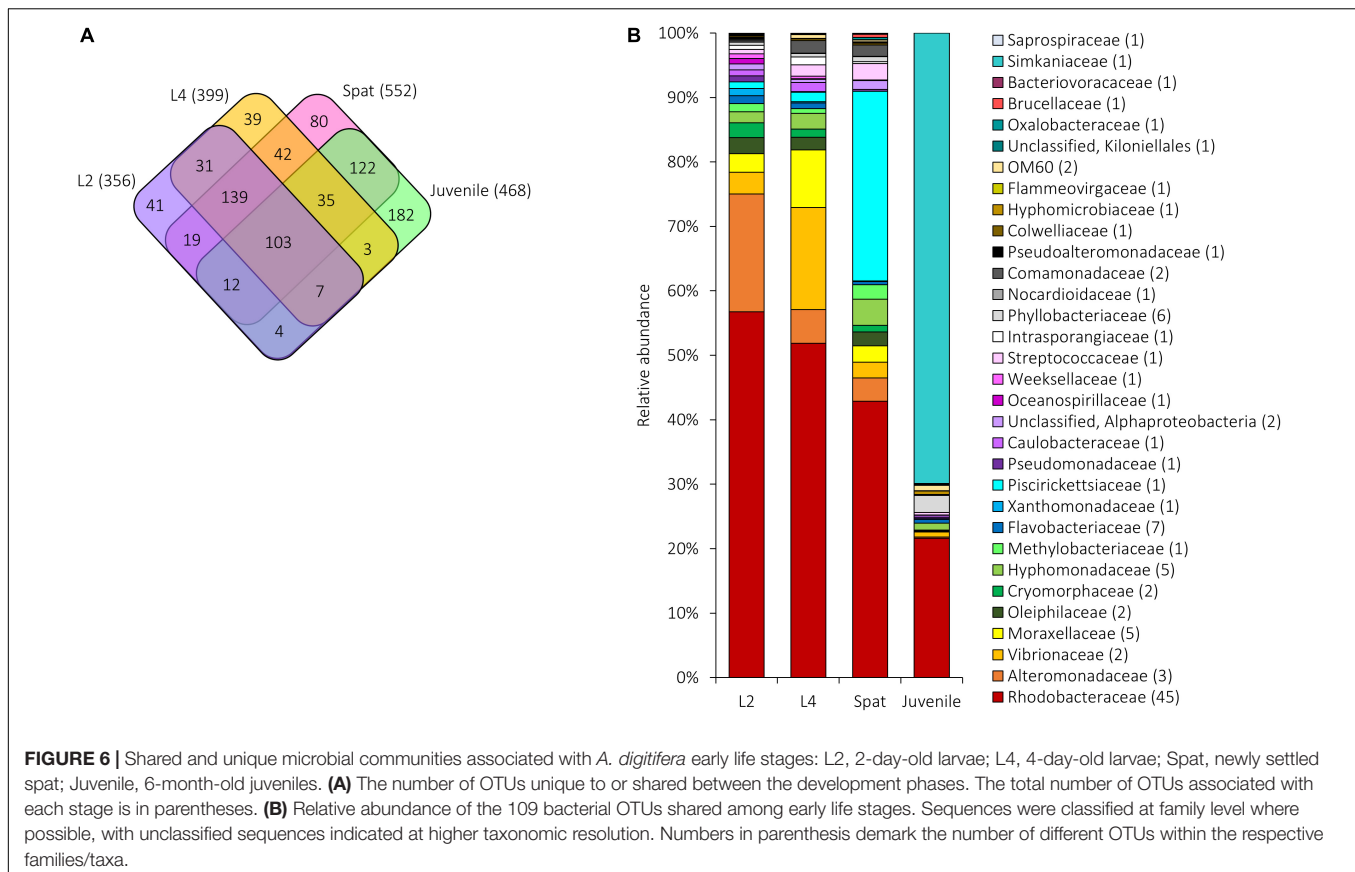 A
L4 (399)
Spat (552)
L2 (356)
Juvenile (468)
39
80
31
42
122
41
139
35
182
19
103
3
12
7
4
B
100%
90%
80%
70%
60%
50%
40%
30%
20%
10%
0%
Relative abundance
L2 L4 Spat Juvenile
Saprospiraceae (1)
Simkaniaceae (1)
Bacteriovoracaceae (1)
Brucellaceae (1)
Oxalobacteraceae (1)
Unclassified, Kiloniellales (1)
OM60 (2)
Flammeovirgaceae (1)
Hyphomicrobiaceae (1)
Colwelliaceae (1)
Pseudoalteromonadaceae (1)
Comamonadaceae (2)
Nocardioidaceae (1)
Phyllobacteriaceae (6)
Intrasporangiaceae (1)
Streptococcaceae (1)
Weeksellaceae (1)
Oceanospirillaceae (1)
Unclassified, Alphaproteobacteria (2)
Caulobacteraceae (1)
Pseudomonadaceae (1)
Piscirickettsiaceae (1)
Xanthomonadaceae (1)
Flavobacteriaceae (7)
Methylobacteriaceae (1)
Hyphomonadaceae (5)
Cryomorphaceae (2)
Oleiphilaceae (2)
Moraxellaceae (5)
Vibrionaceae (2)
Alteromonadaceae (3)
Rhodobacteraceae (45)
FIGURE 6 | Shared and unique microbial communities associated with A. digitifera early life stages: L2, 2-day-old larvae; L4, 4-day-old larvae; Spat, newly settled
spat; Juvenile, 6-month-old juveniles. (A) The number of OTUs unique to or shared between the development phases. The total number of OTUs associated with
each stage is in parentheses. (B) Relative abundance of the 109 bacterial OTUs shared among early life stages. Sequences were classified at family level where
possible, with unclassified sequences indicated at higher taxonomic resolution. Numbers in parenthesis demark the number of different OTUs within the respective
families/taxa.